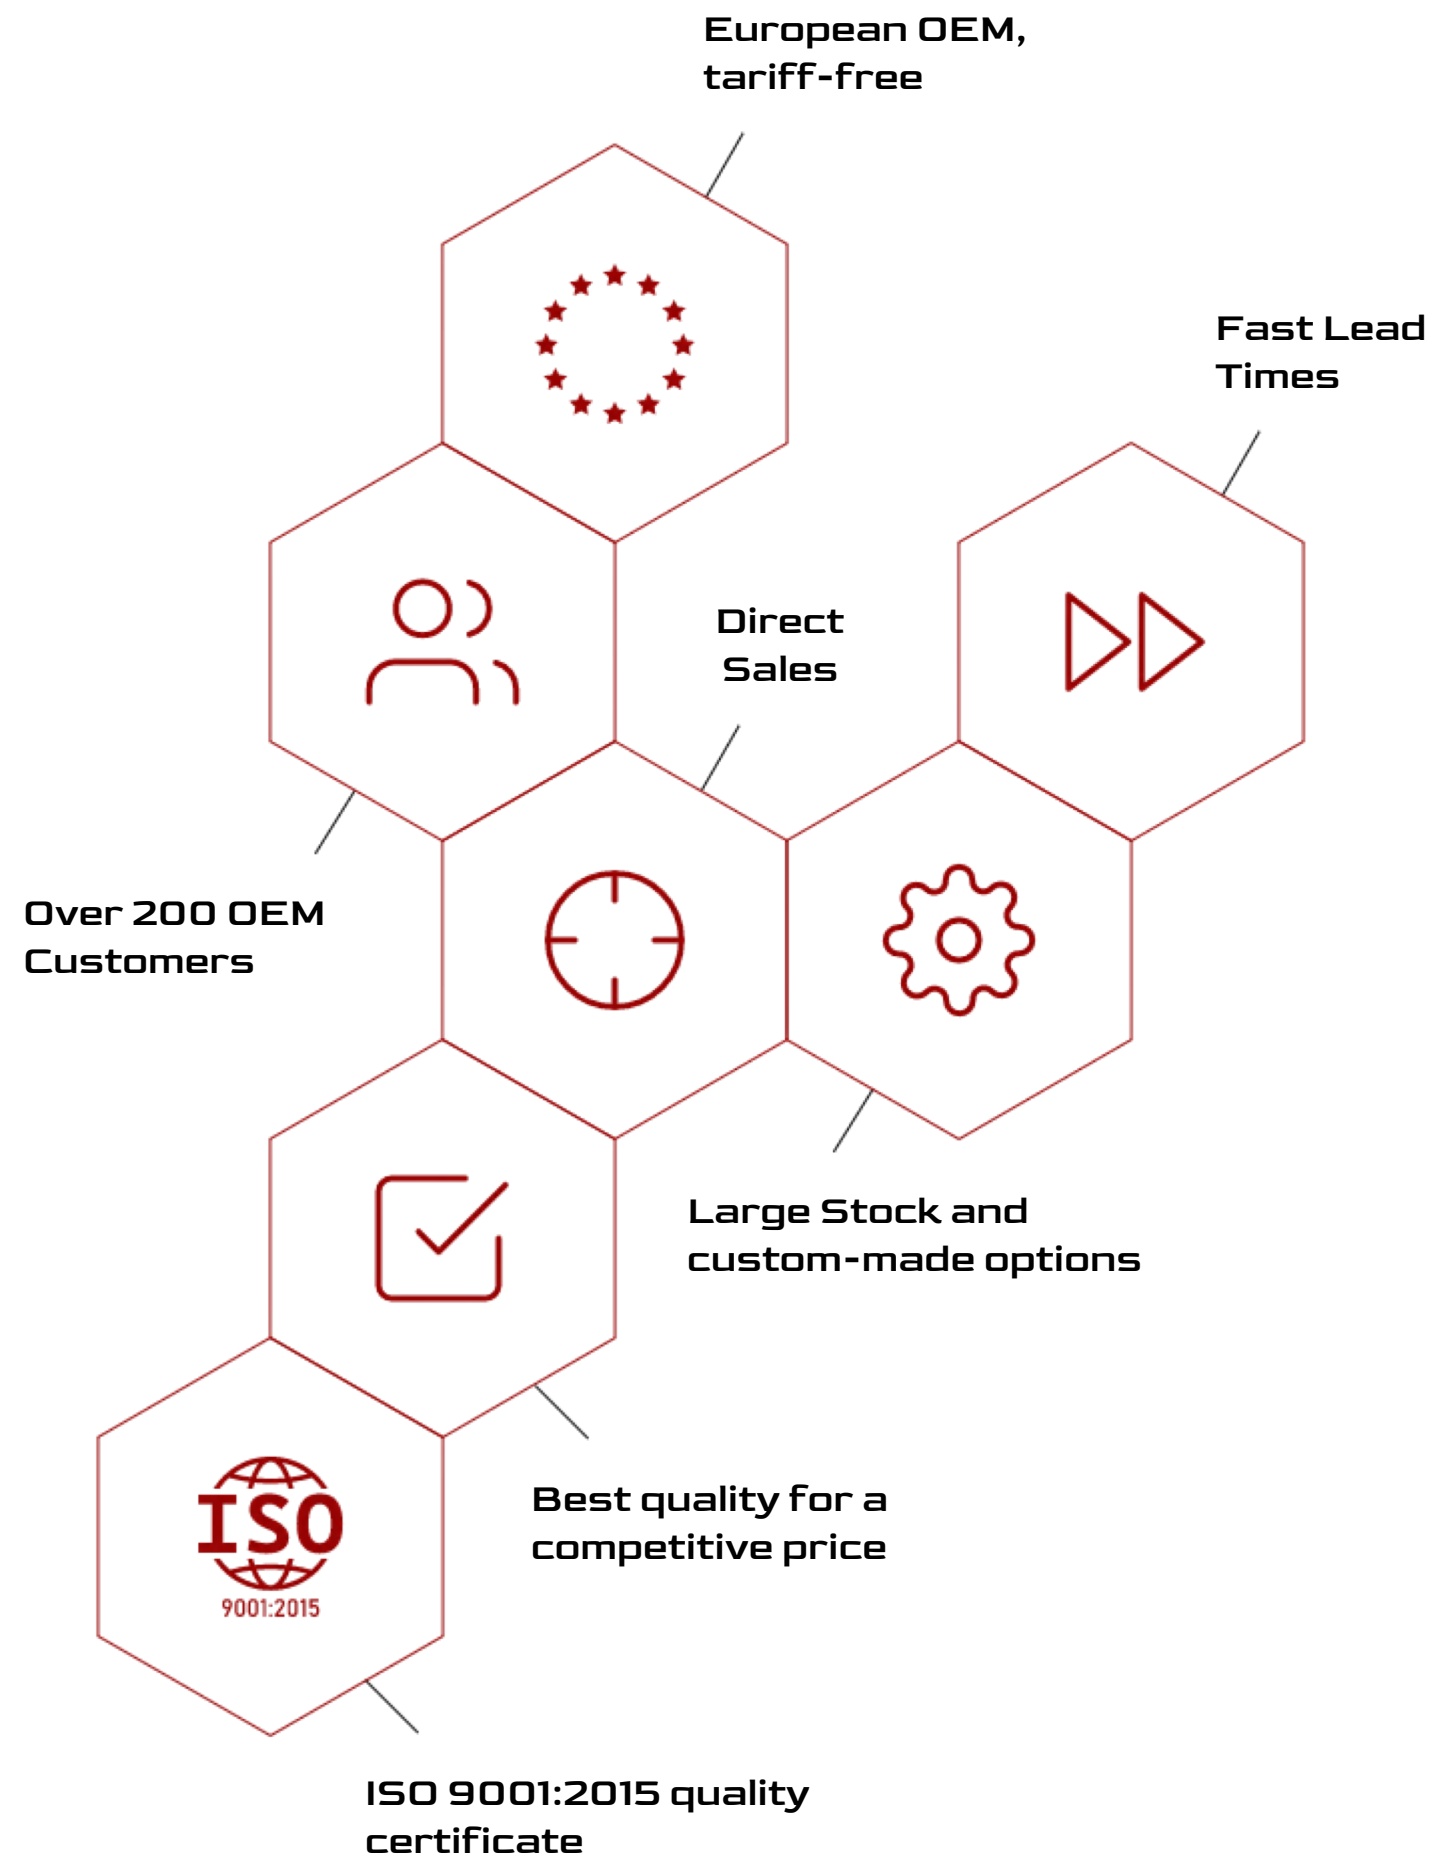 European OEM,
tariff-free
Fast Lead
Times
Direct
Sales
Over 200 OEM
Customers
Large Stock and
custom-made options
Best quality for a
competitive price
ISO
9001:2015
ISO 9001:2015 quality
certificate